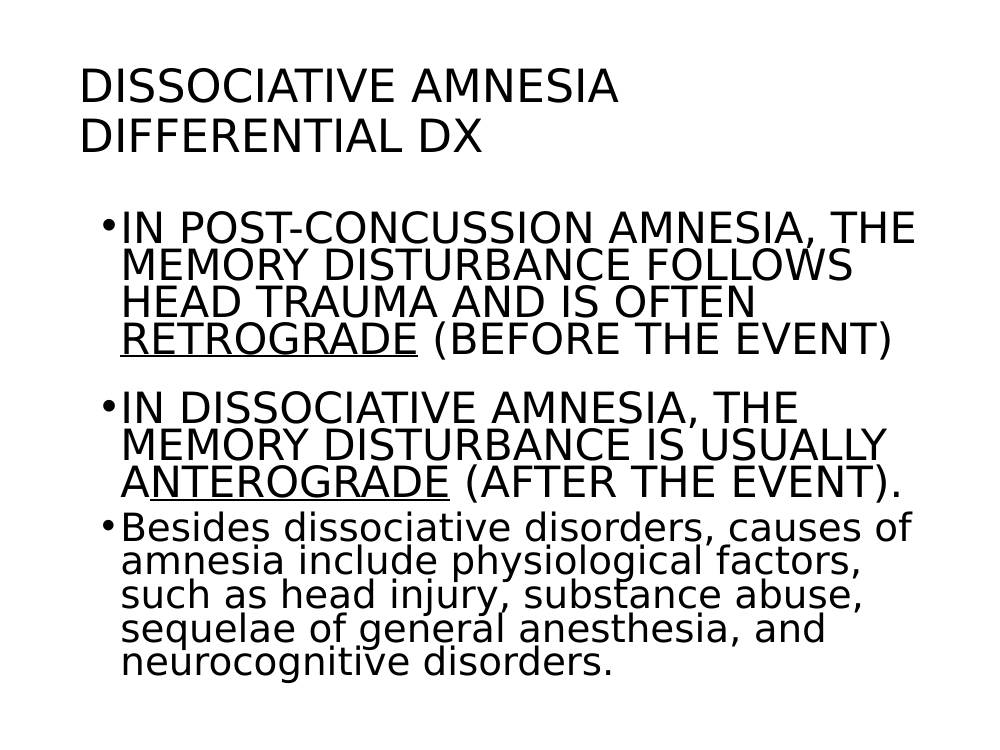 DISSOCIATIVE AMNESIA
DIFFERENTIAL DX
•IN POST-CONCUSSION AMNESIA, THE
MEMORY DISTURBANCE FOLLOWS
HEAD TRAUMA AND IS OFTEN
RETROGRADE (BEFORE THE EVENT)
•IN DISSOCIATIVE AMNESIA, THE
MEMORY DISTURBANCE IS USUALLY
ANTEROGRADE (AFTER THE EVENT).
•Besides dissociative disorders, causes of
amnesia include physiological factors,
such as head injury, substance abuse,
sequelae of general anesthesia, and
neurocognitive disorders.